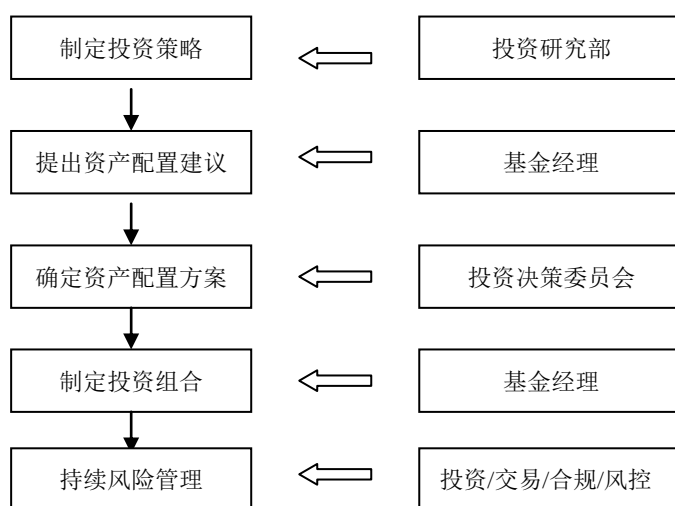 制定投资策略
投资研究部
提出资产配置建议
基金经理
确定资产配置方案
投资决策委员会
制定投资组合
基金经理
持续风险管理
投资/交易/合规/风控